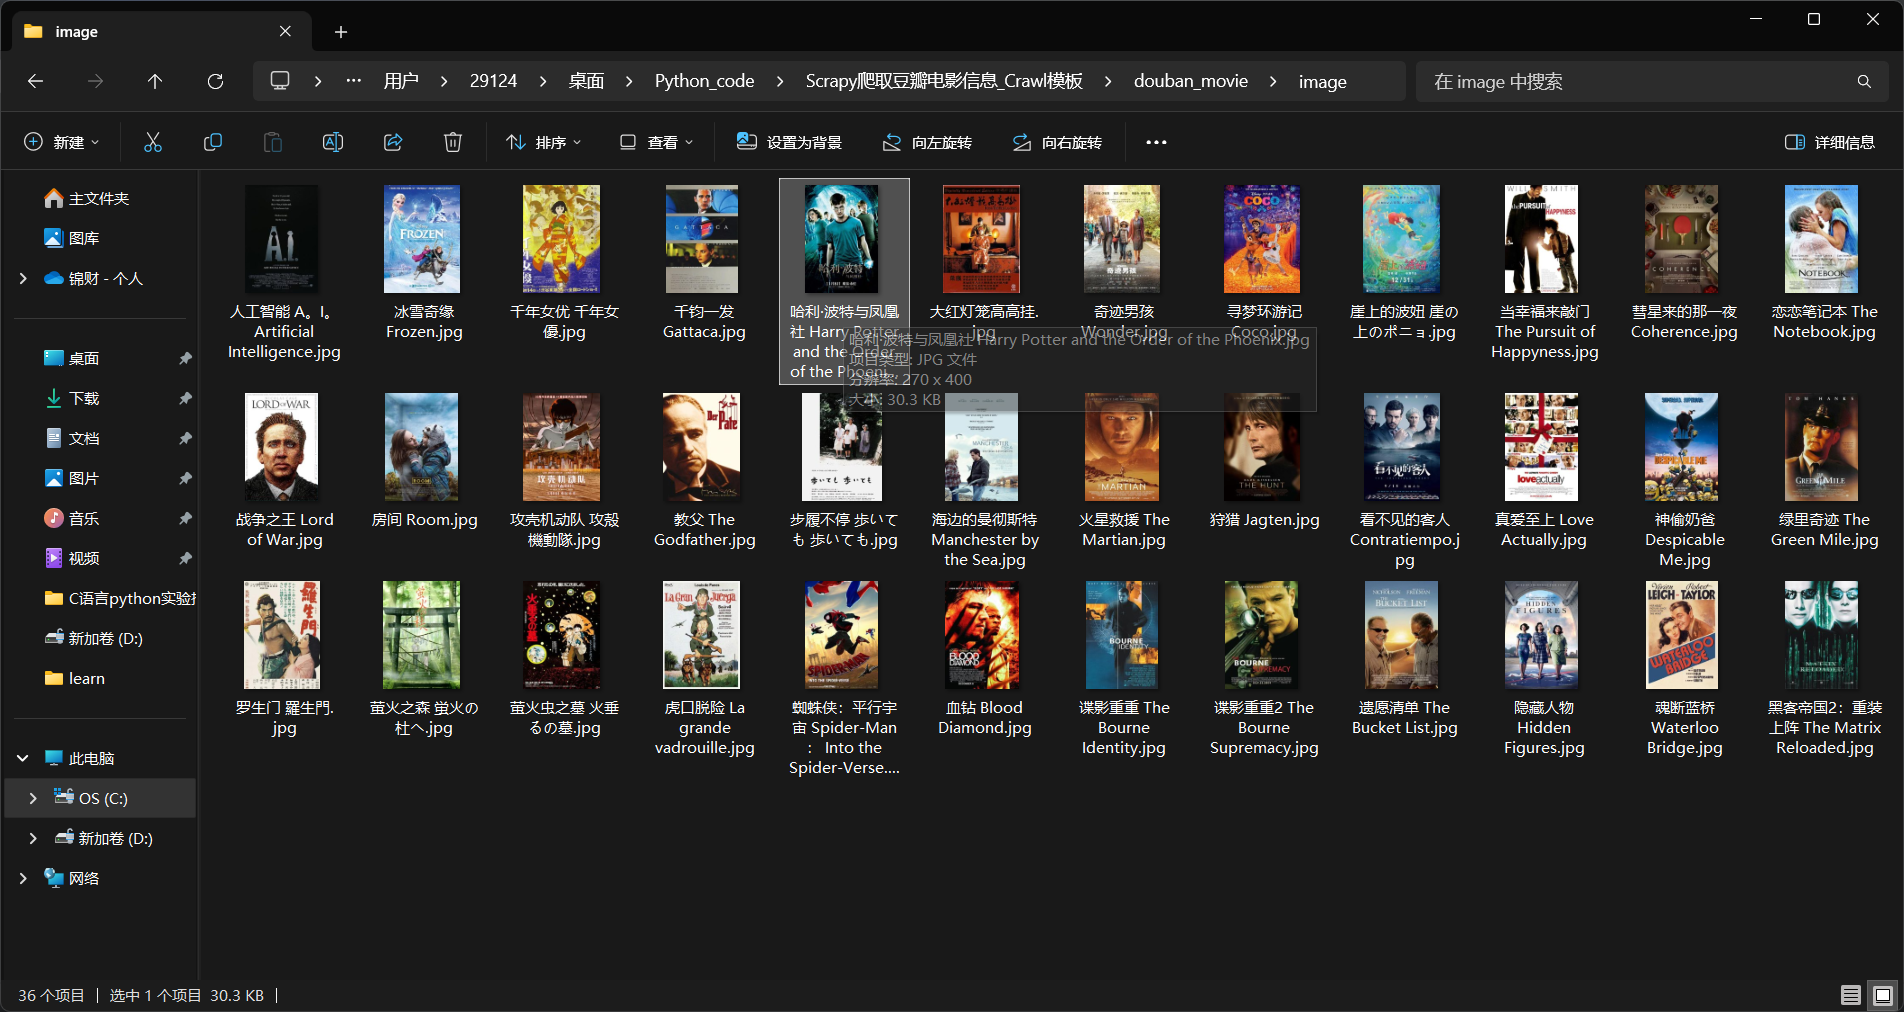 image
用户
29124
桌面
Python_code
Scrapy爬取豆瓣电影信息_Crawl模板
douban_movie
image
在 image 中搜索
新建
排序
查看
设置为背景
向左旋转
向右旋转
详细信息
主文件夹
图库
锦财 - 个人
桌面
下载
文档
图片
音乐
视频
C语言python实验
新加卷 (D:)
learn
此电脑
OS (C:)
新加卷 (D:)
网络
人工智能 A。I。
Artificial
Intelligence.jpg
冰雪奇缘
Frozen.jpg
千年女优 千年女
優.jpg
千钧一发
Gattaca.jpg
哈利·波特与凤凰
社 Harry Potter
and the Order
of the Phoeni...
大红灯笼高高挂.
jpg
奇迹男孩
Wonder.jpg
寻梦环游记
Coco.jpg
崖上的波妞 崖の
上のポニョ.jpg
当幸福来敲门
The Pursuit of
Happyness.jpg
彗星来的那一夜
Coherence.jpg
恋恋笔记本 The
Notebook.jpg
哈利·波特与凤凰社 Harry Potter and the Order of the Phoenix.jpg
项目类型: JPG 文件
分辨率: 270 x 400
大小: 30.3 KB
战争之王 Lord
of War.jpg
房间 Room.jpg
攻壳机动队 攻殻
機動隊.jpg
教父 The
Godfather.jpg
步履不停 歩いて
も 歩いても.jpg
海边的曼彻斯特
Manchester by
the Sea.jpg
火星救援 The
Martian.jpg
狩猎 Jagten.jpg
看不见的客人
Contratiempo.j
pg
真爱至上 Love
Actually.jpg
神偷奶爸
Despicable
Me.jpg
绿里奇迹 The
Green Mile.jpg
罗生门 羅生門.
jpg
萤火之森 蛍火の
杜へ.jpg
萤火虫之墓 火垂
るの墓.jpg
虎口脱险 La
grande
vadrouille.jpg
蜘蛛侠：平行宇
宙 Spider-Man
： Into the
Spider-Verse....
血钻 Blood
Diamond.jpg
谍影重重 The
Bourne
Identity.jpg
谍影重重2 The
Bourne
Supremacy.jpg
遗愿清单 The
Bucket List.jpg
隐藏人物
Hidden
Figures.jpg
魂断蓝桥
Waterloo
Bridge.jpg
黑客帝国2：重装
上阵 The Matrix
Reloaded.jpg
36 个项目
选中 1 个项目 30.3 KB